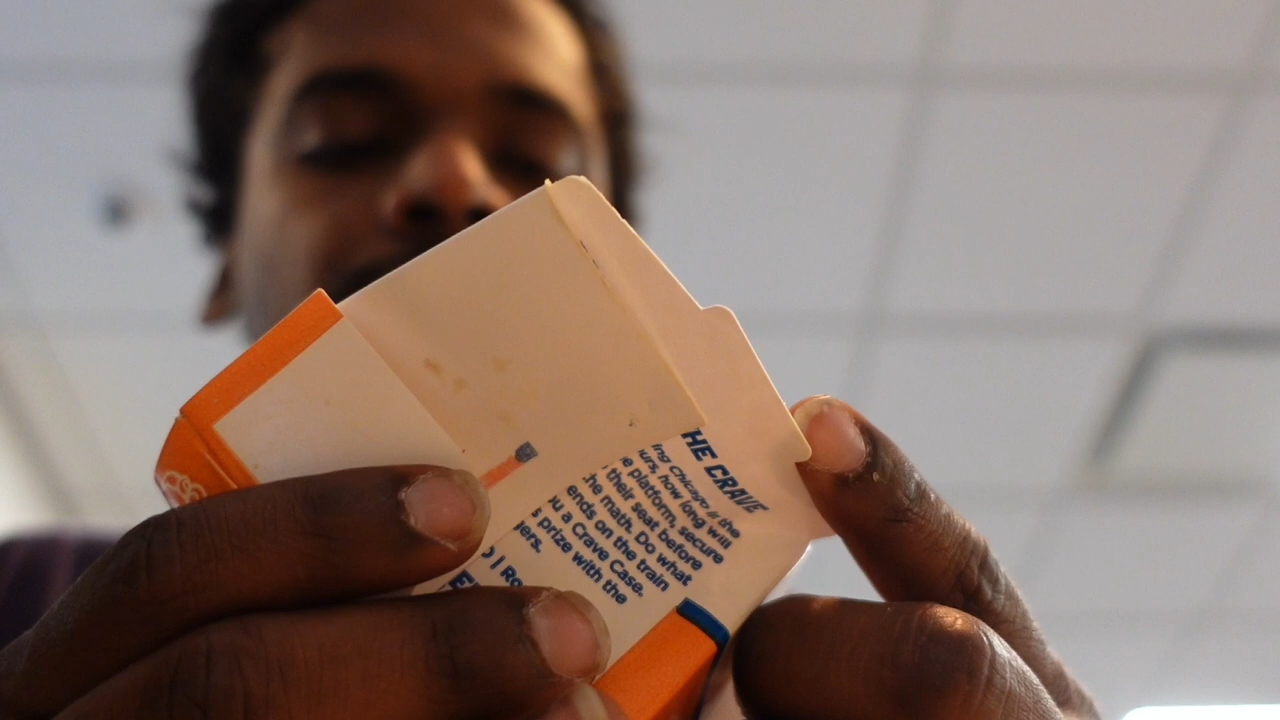 HE CRAVE
ing Chicago at the
urs, how long will
e platform, secure
their seat before
he math. Do what
ends on the train
u a Crave Case.
s prize with the
ers.